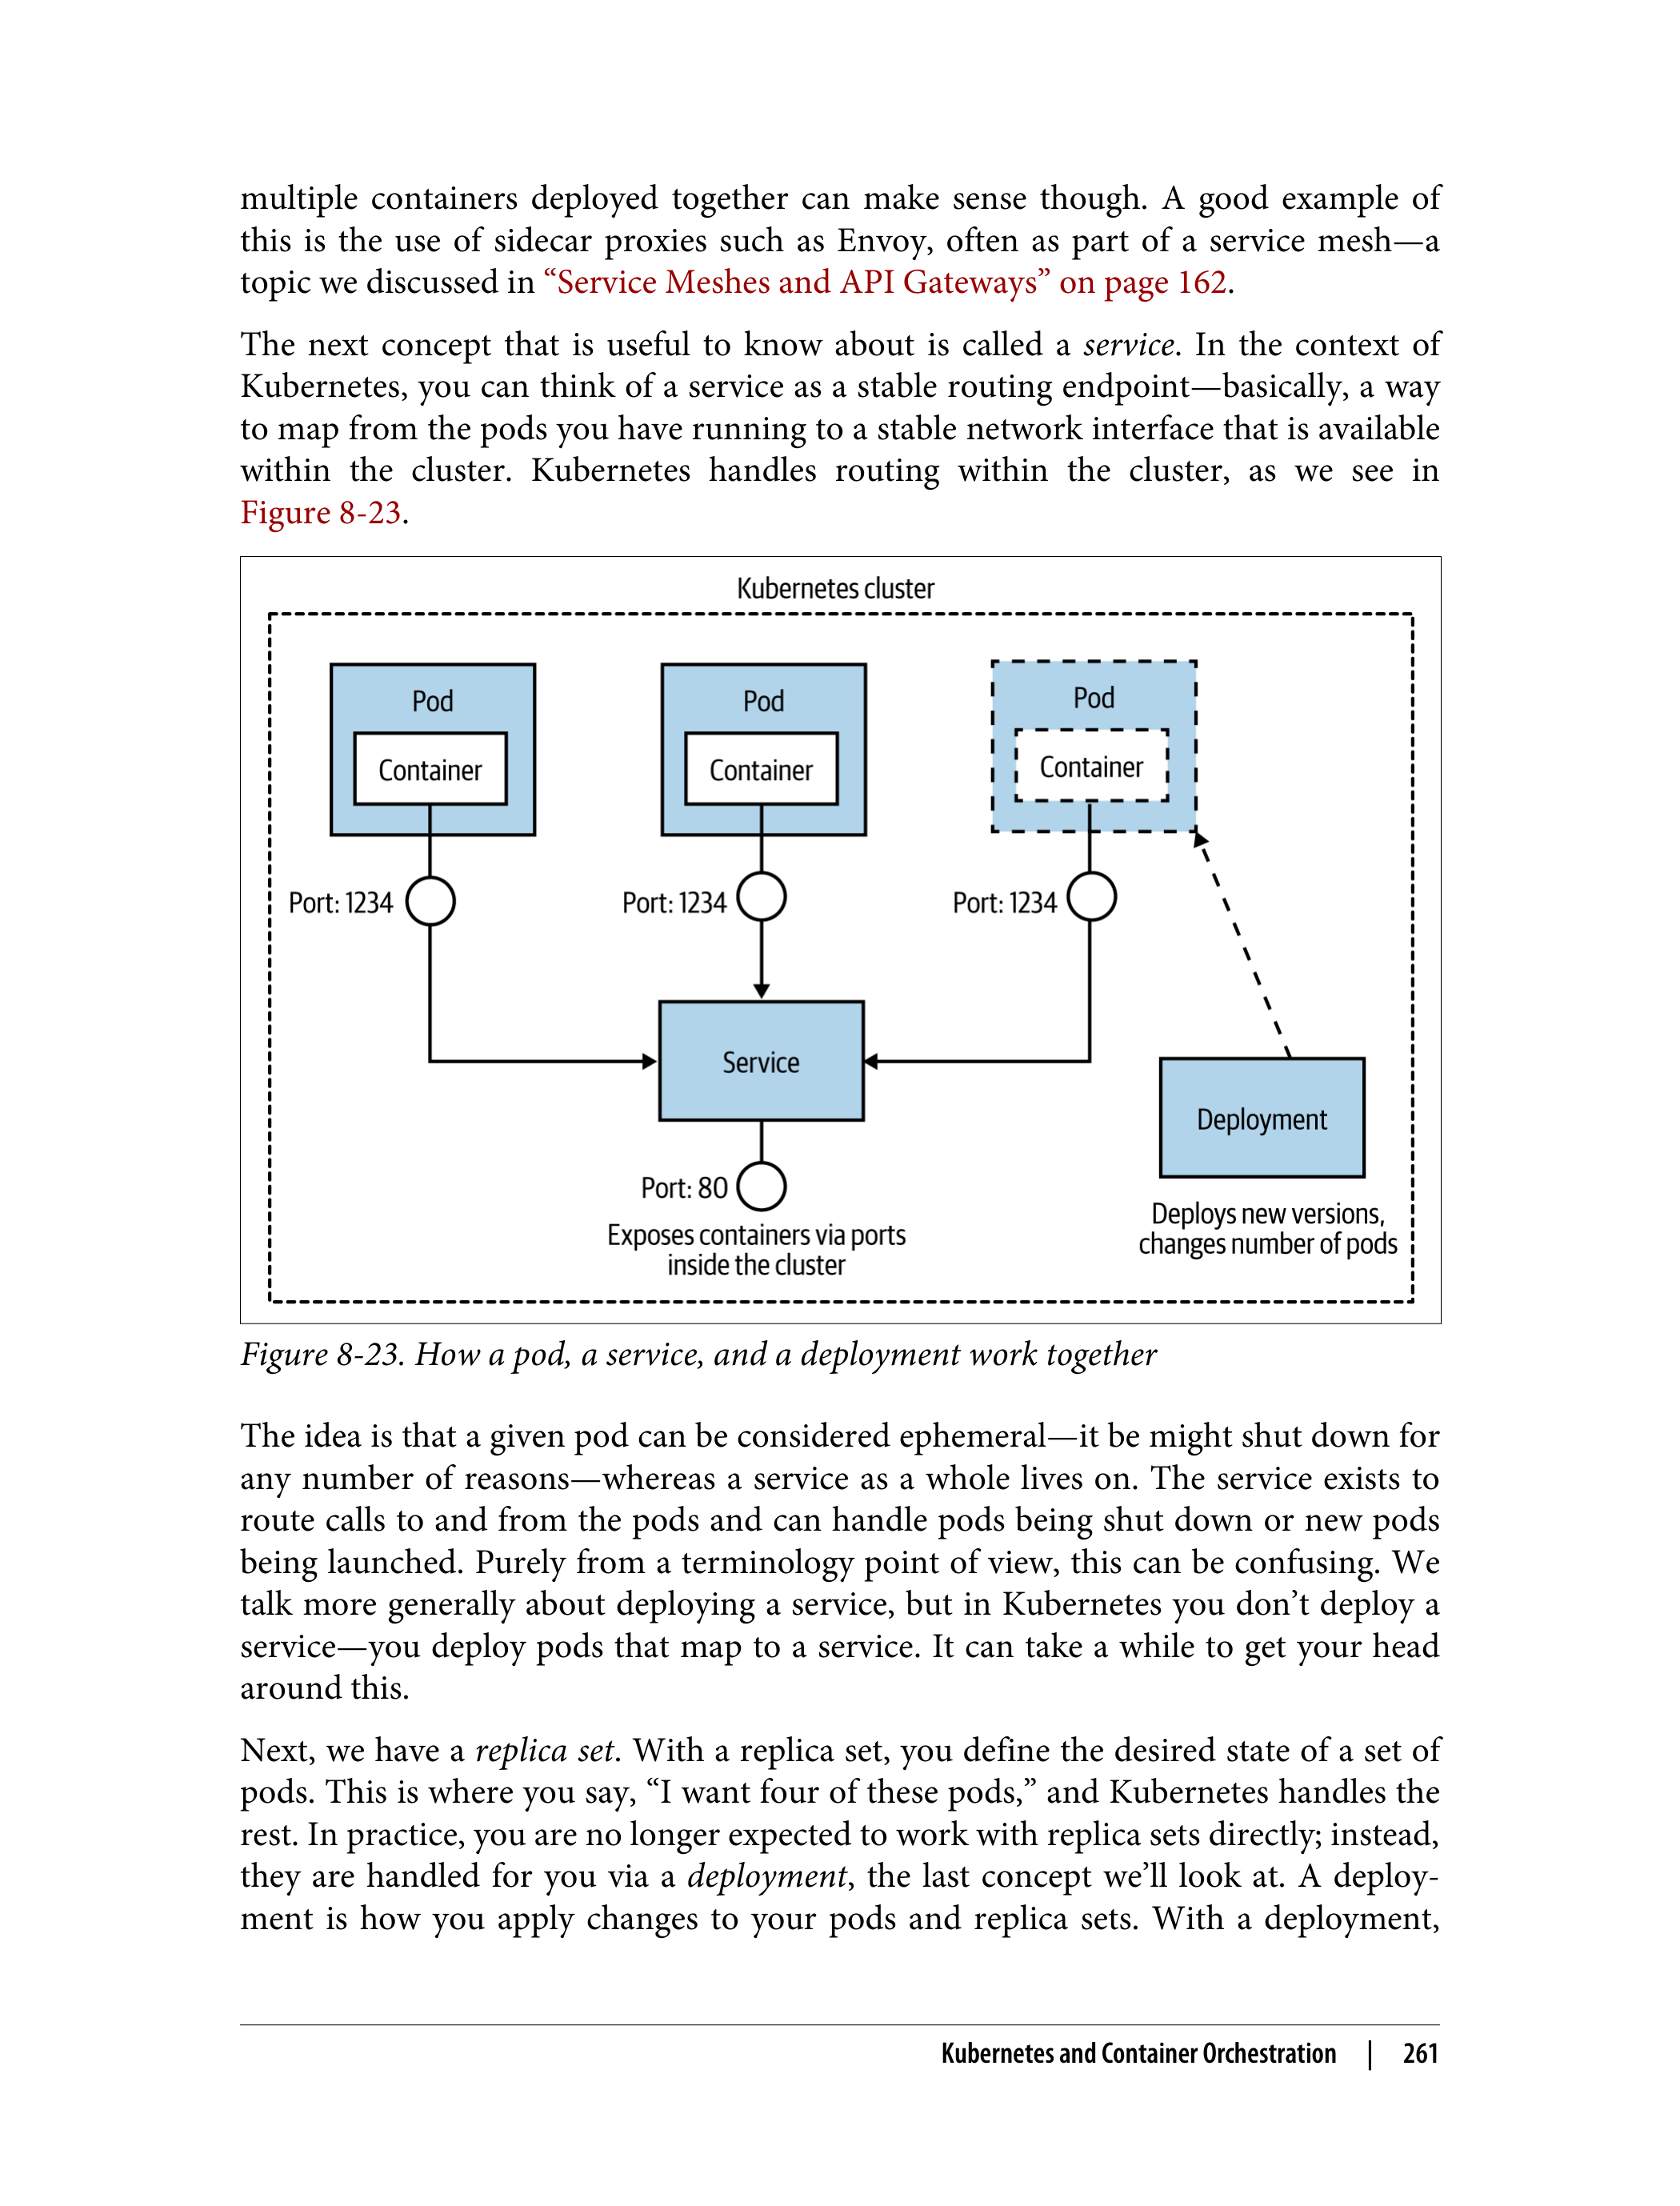 multiple containers deployed together can make sense though. A good example of
this is the use of sidecar proxies such as Envoy, often as part of a service mesh—a
topic we discussed in “Service Meshes and API Gateways” on page 162.
The next concept that is useful to know about is called a service. In the context of
Kubernetes, you can think of a service as a stable routing endpoint—basically, a way
to map from the pods you have running to a stable network interface that is available
within the cluster. Kubernetes handles routing within the cluster, as we see in
Figure 8-23.
Kubernetes cluster
Pod
Container
Pod
Container
Pod
Container
Port: 1234
Port: 1234
Port: 1234
Service
Deployment
Port: 80
Exposes containers via ports
inside the cluster
Deploys new versions,
changes number of pods
Figure 8-23. How a pod, a service, and a deployment work together
The idea is that a given pod can be considered ephemeral—it be might shut down for
any number of reasons—whereas a service as a whole lives on. The service exists to
route calls to and from the pods and can handle pods being shut down or new pods
being launched. Purely from a terminology point of view, this can be confusing. We
talk more generally about deploying a service, but in Kubernetes you don’t deploy a
service—you deploy pods that map to a service. It can take a while to get your head
around this.
Next, we have a replica set. With a replica set, you define the desired state of a set of
pods. This is where you say, “I want four of these pods,” and Kubernetes handles the
rest. In practice, you are no longer expected to work with replica sets directly; instead,
they are handled for you via a deployment, the last concept we’ll look at. A deploy-
ment is how you apply changes to your pods and replica sets. With a deployment,
Kubernetes and Container Orchestration | 261